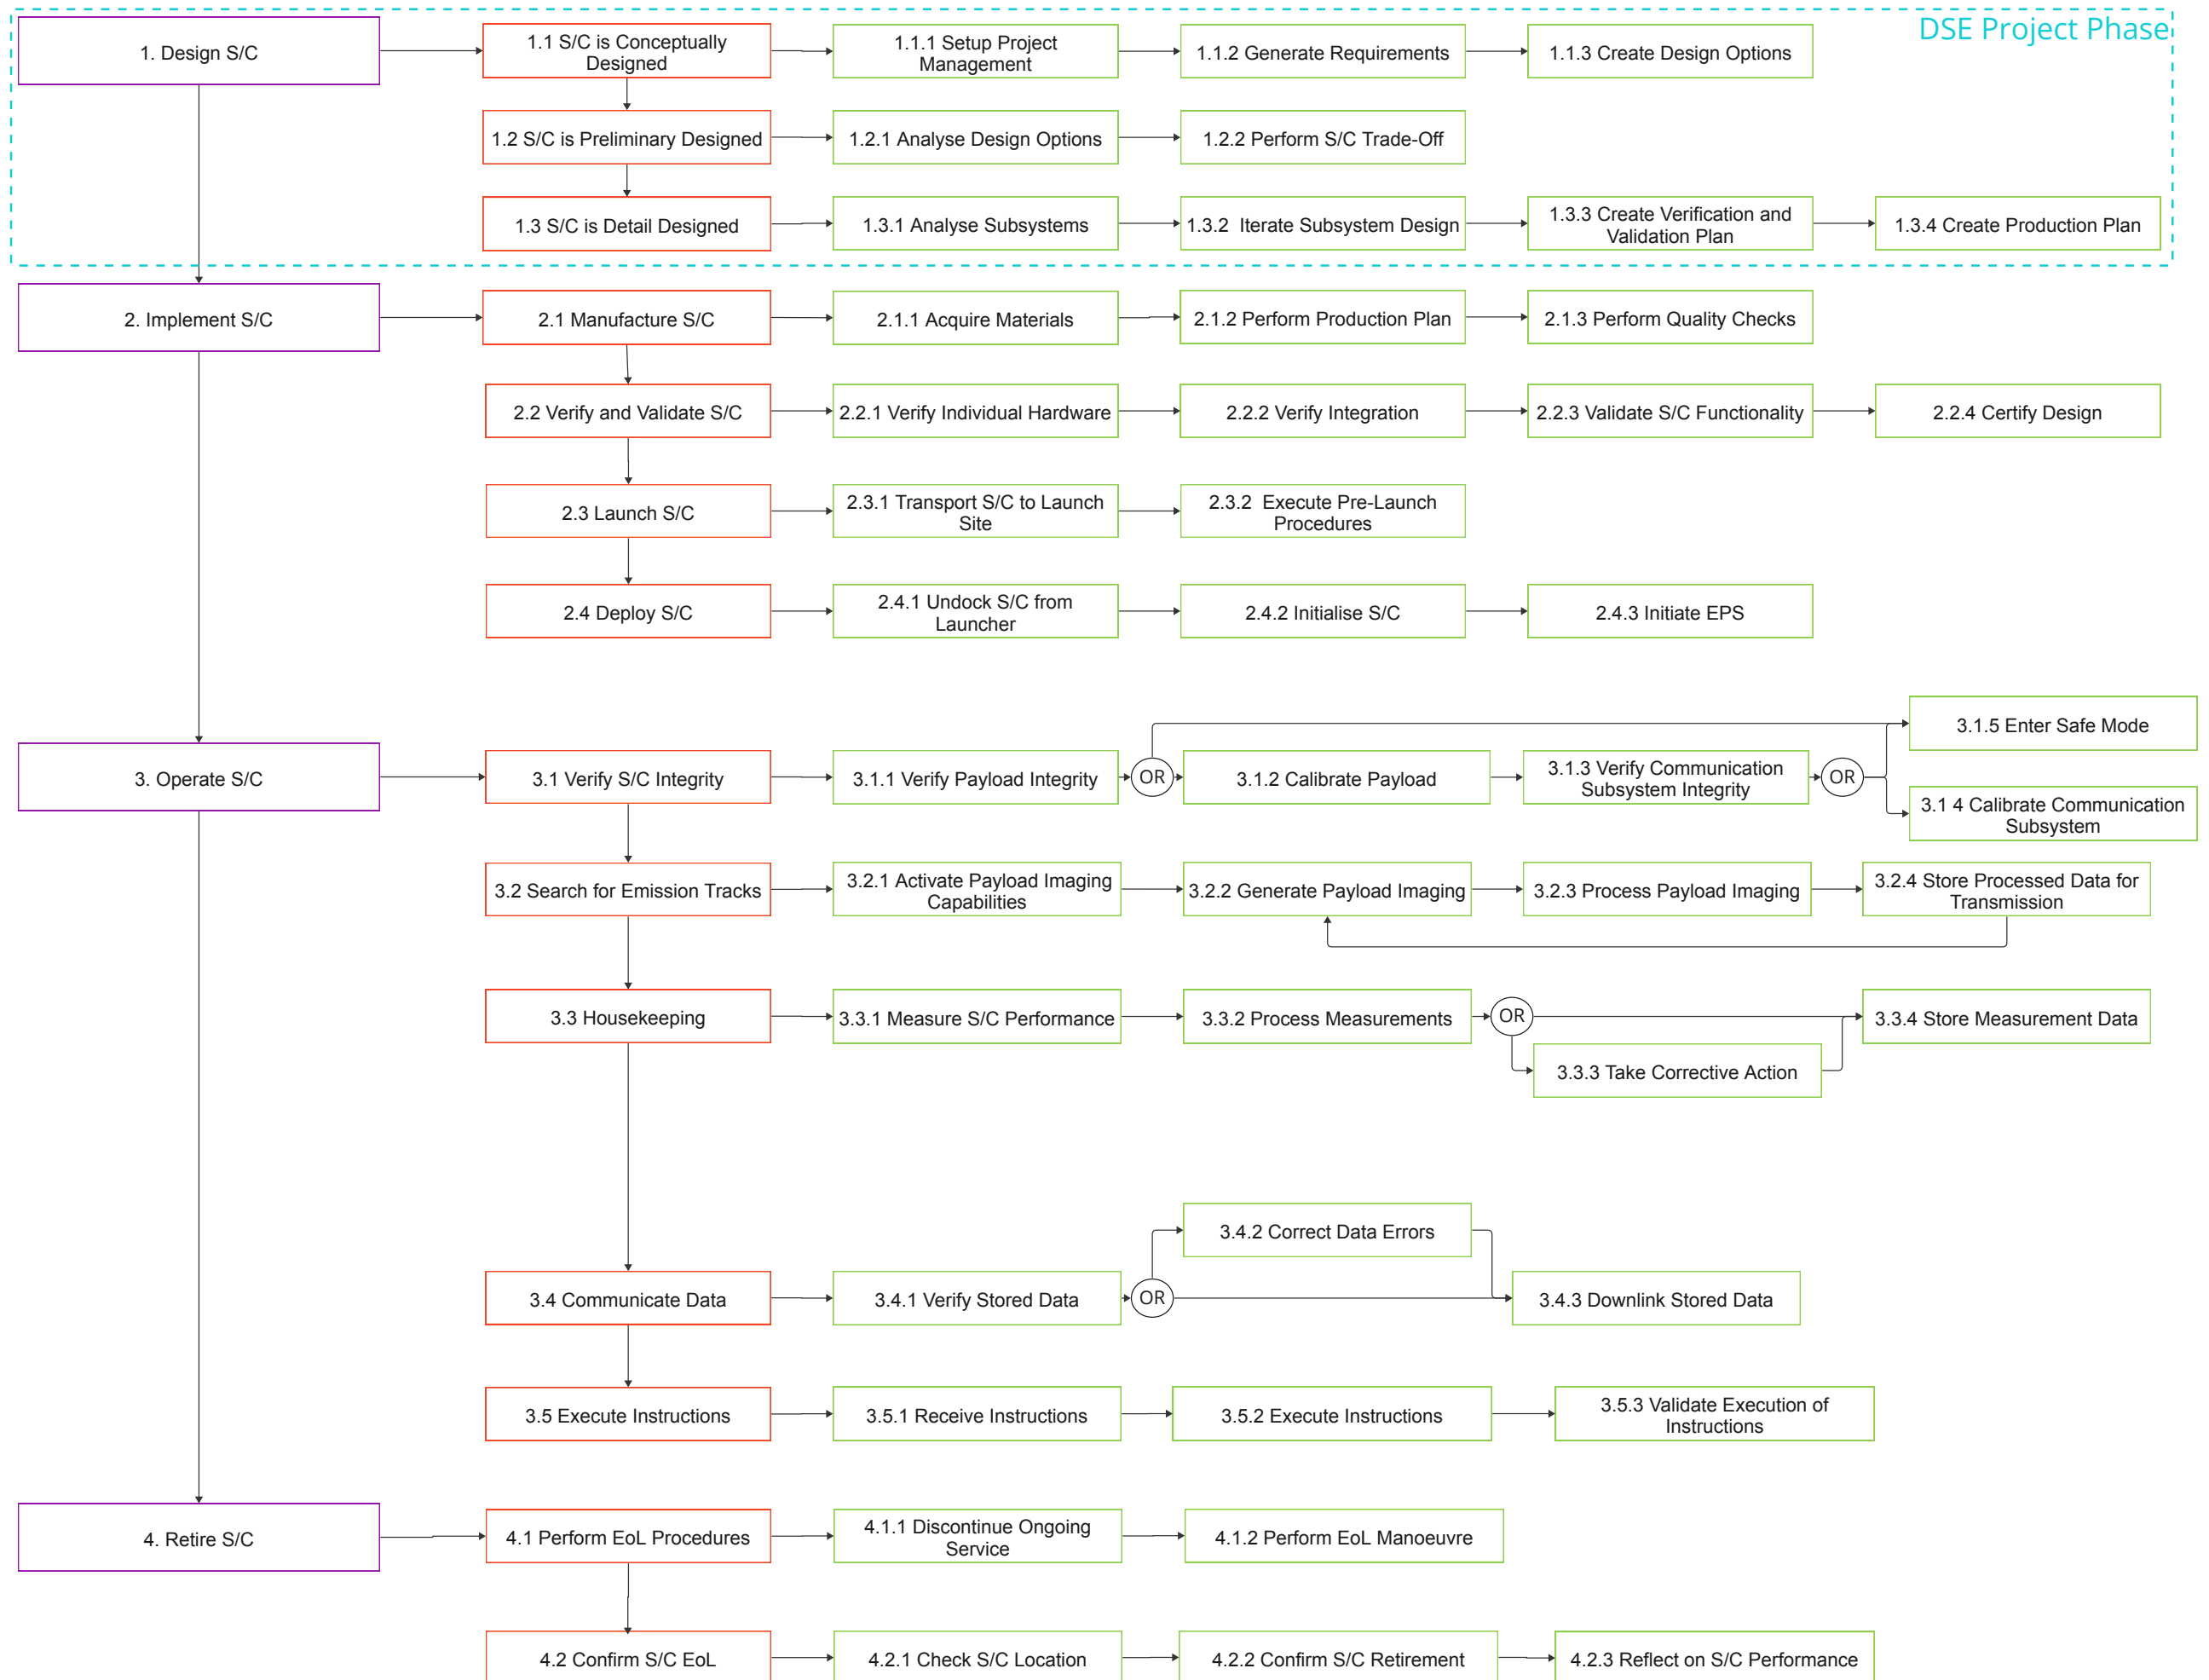 DSE Project Phase
1. Design S/C
1.1 S/C is Conceptually
Designed
1.1.1 Setup Project
Management
1.1.2 Generate Requirements
1.1.3 Create Design Options
1.2 S/C is Preliminary Designed
1.2.1 Analyse Design Options
1.2.2 Perform S/C Trade-Off
1.3 S/C is Detail Designed
1.3.1 Analyse Subsystems
1.3.2 Iterate Subsystem Design
1.3.3 Create Verification and
Validation Plan
1.3.4 Create Production Plan
2. Implement S/C
2.1 Manufacture S/C
2.1.1 Acquire Materials
2.1.2 Perform Production Plan
2.1.3 Perform Quality Checks
2.2 Verify and Validate S/C
2.2.1 Verify Individual Hardware
2.2.2 Verify Integration
2.2.3 Validate S/C Functionality
2.2.4 Certify Design
2.3 Launch S/C
2.3.1 Transport S/C to Launch
Site
2.3.2 Execute Pre-Launch
Procedures
2.4 Deploy S/C
2.4.1 Undock S/C from
Launcher
2.4.2 Initialise S/C
2.4.3 Initiate EPS
3. Operate S/C
3.1 Verify S/C Integrity
3.1.1 Verify Payload Integrity
OR
3.1.2 Calibrate Payload
3.1.3 Verify Communication
Subsystem Integrity
OR
3.1.5 Enter Safe Mode
3.1 4 Calibrate Communication
Subsystem
3.2 Search for Emission Tracks
3.2.1 Activate Payload Imaging
Capabilities
3.2.2 Generate Payload Imaging
3.2.3 Process Payload Imaging
3.2.4 Store Processed Data for
Transmission
3.3 Housekeeping
3.3.1 Measure S/C Performance
3.3.2 Process Measurements
OR
3.3.3 Take Corrective Action
3.3.4 Store Measurement Data
3.4 Communicate Data
3.4.1 Verify Stored Data
OR
3.4.2 Correct Data Errors
3.4.3 Downlink Stored Data
3.5 Execute Instructions
3.5.1 Receive Instructions
3.5.2 Execute Instructions
3.5.3 Validate Execution of
Instructions
4. Retire S/C
4.1 Perform EoL Procedures
4.1.1 Discontinue Ongoing
Service
4.1.2 Perform EoL Manoeuvre
4.2 Confirm S/C EoL
4.2.1 Check S/C Location
4.2.2 Confirm S/C Retirement
4.2.3 Reflect on S/C Performance